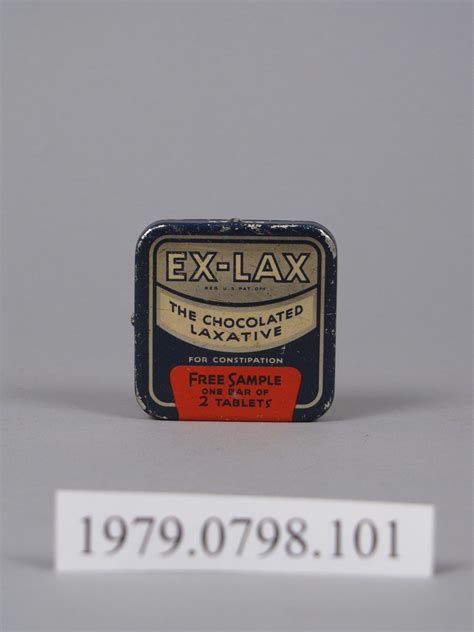 EX-LAX
REG. U.S. PAT. OFF.
THE CHOCOLATED
LAXATIVE
FOR CONSTIPATION
FREE SAMPLE
ONE BAR OF
2 TABLETS
1979.0798.101